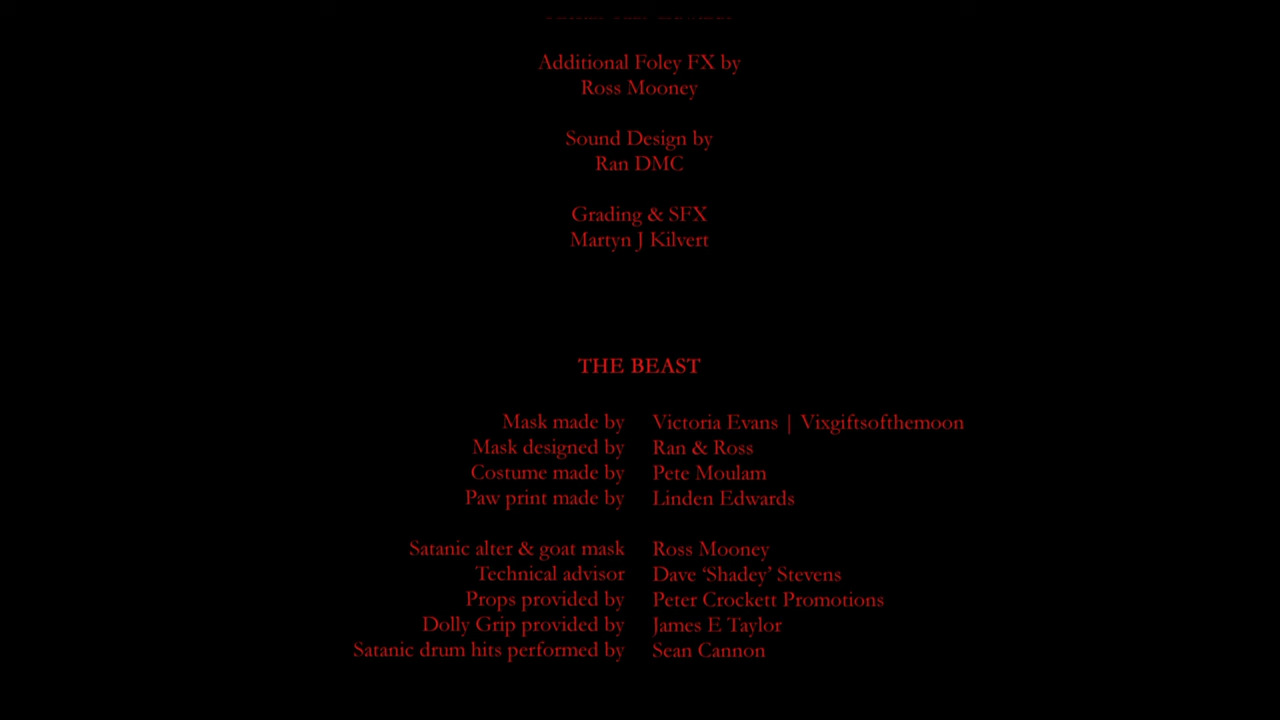 Additional Foley FX by
Ross Mooney
Sound Design by
Ran DMC
Grading & SFX
Martyn J Kilvert
THE BEAST
Mask made by Victoria Evans | Vixgiftsofthemoon
Mask designed by Ran & Ross
Costume made by Pete Moulam
Paw print made by Linden Edwards
Satanic alter & goat mask Ross Mooney
Technical advisor Dave ‘Shadey’ Stevens
Props provided by Peter Crockett Promotions
Dolly Grip provided by James E Taylor
Satanic drum hits performed by Sean Cannon